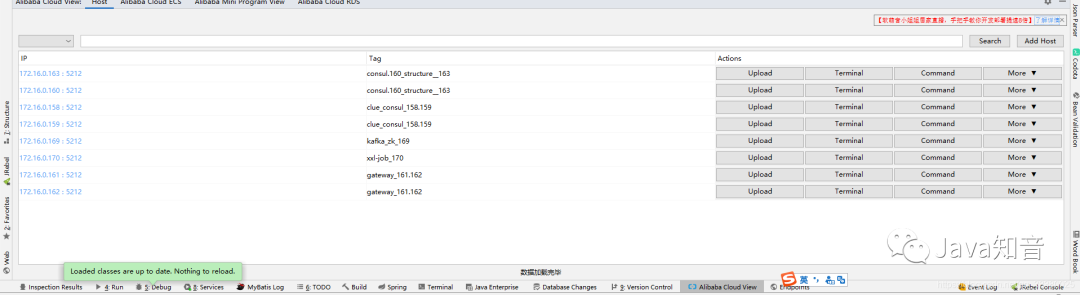 Alibaba Cloud View: Host Alibaba Cloud ECS Alibaba Mini Program View Alibaba Cloud RDS
Search Add Host
IP Tag Actions
172.16.0.163 : 5212 consul.160_structure__163 Upload Terminal Command More ▼
172.16.0.160 : 5212 consul.160_structure__163 Upload Terminal Command More ▼
172.16.0.158 : 5212 clue_consul_158.159 Upload Terminal Command More ▼
172.16.0.159 : 5212 clue_consul_158.159 Upload Terminal Command More ▼
172.16.0.169 : 5212 kafka_zk_169 Upload Terminal Command More ▼
172.16.0.170 : 5212 xxl-job_170 Upload Terminal Command More ▼
172.16.0.161 : 5212 gateway_161.162 Upload Terminal Command More ▼
172.16.0.162 : 5212 gateway_161.162 Upload Terminal Command More ▼
Z: Structure
JRebel
2: Favorites
Web
Json Parser
Codota
Bean Validation
Word Book
Java知音
Loaded classes are up to date. Nothing to reload.
数据加载完毕
英
Inspection Results 4: Run 5: Debug 8: Services MyBatis Log 6: TODO Build Spring Terminal Java Enterprise Database Changes 9: Version Control Alibaba Cloud View Endpoints Event Log JRebel Console